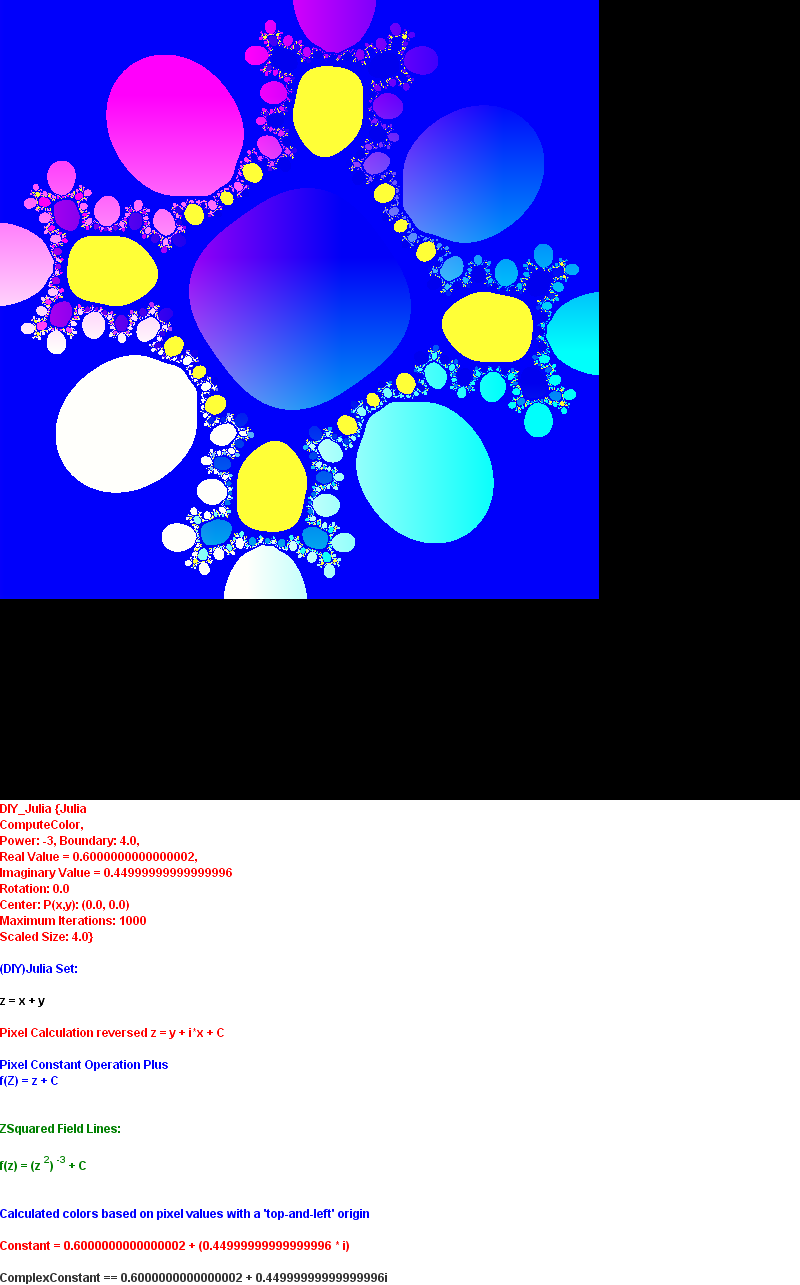 DIY_Julia {Julia
ComputeColor,
Power: -3, Boundary: 4.0,
Real Value = 0.6000000000000002,
Imaginary Value = 0.44999999999999996
Rotation: 0.0
Center: P(x,y): (0.0, 0.0)
Maximum Iterations: 1000
Scaled Size: 4.0}
(DIY)Julia Set:
z = x + y
Pixel Calculation reversed z = y + i*x + C
Pixel Constant Operation Plus
f(Z) = z + C
ZSquared Field Lines:
f(z) = (z ²) ⁻³ + C
Calculated colors based on pixel values with a 'top-and-left' origin
Constant = 0.6000000000000002 + (0.44999999999999996 * i)
ComplexConstant == 0.6000000000000002 + 0.44999999999999996i